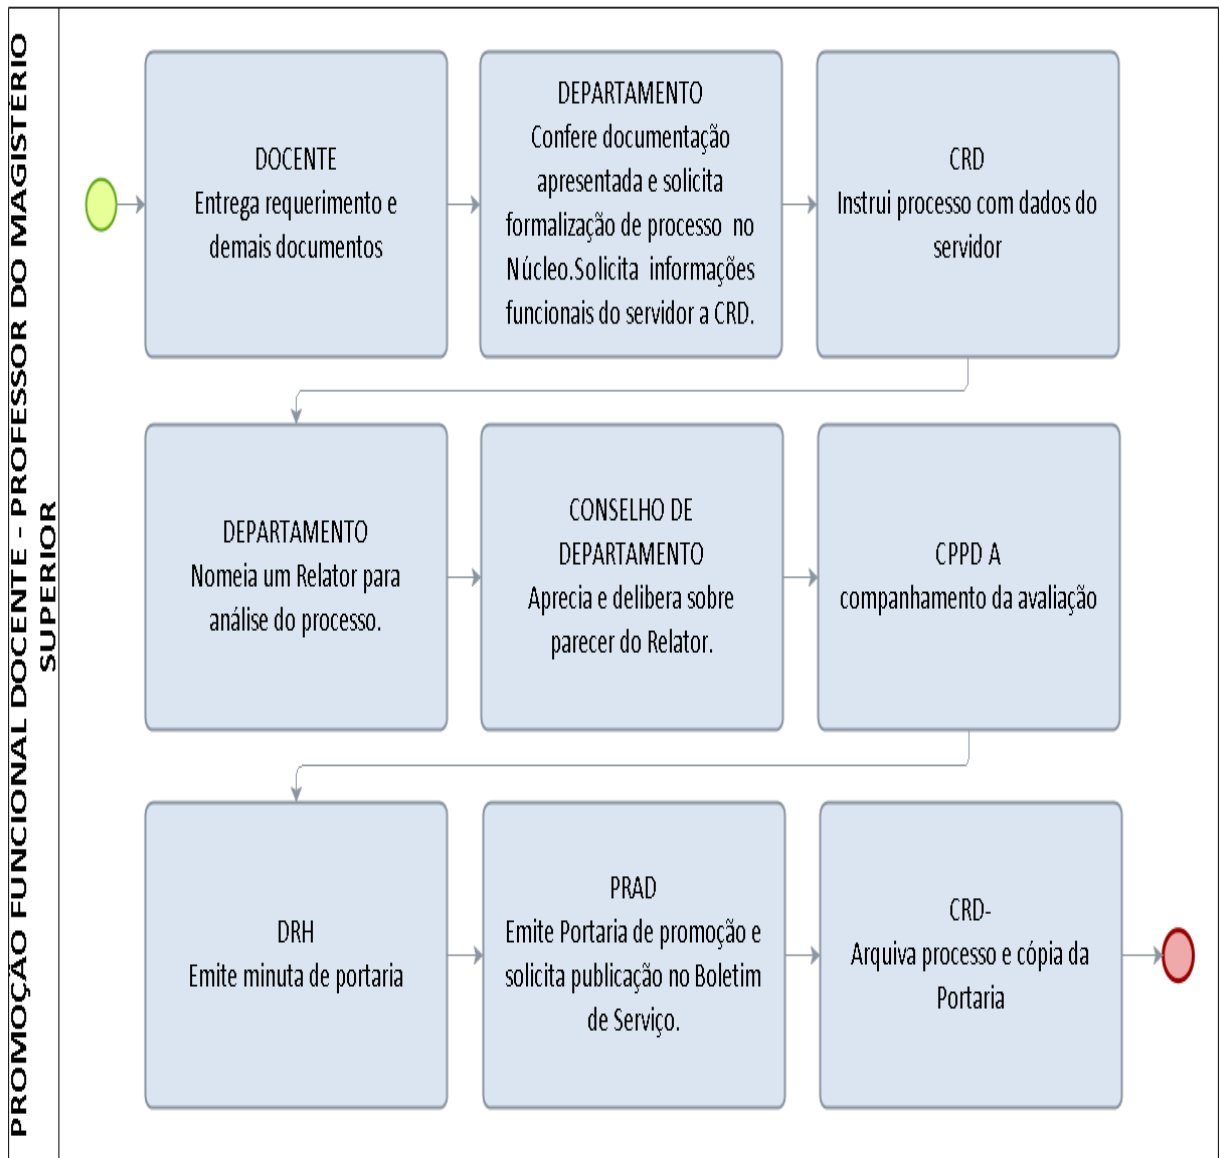 PROMOÇÃO FUNCIONAL DOCENTE - PROFESSOR DO MAGISTÉRIO
SUPERIOR
DOCENTE
Entrega requerimento e
demais documentos
DEPARTAMENTO
Confere documentação
apresentada e solicita
formalização de processo no
Núcleo.Solicita informações
funcionais do servidor a CRD.
CRD
Instrui processo com dados do
servidor
DEPARTAMENTO
Nomeia um Relator para
análise do processo.
CONSELHO DE
DEPARTAMENTO
Aprecia e delibera sobre
parecer do Relator.
CPPD A
companhamento da avaliação
DRH
Emite minuta de portaria
PRAD
Emite Portaria de promoção e
solicita publicação no Boletim
de Serviço.
CRD-
Arquiva processo e cópia da
Portaria